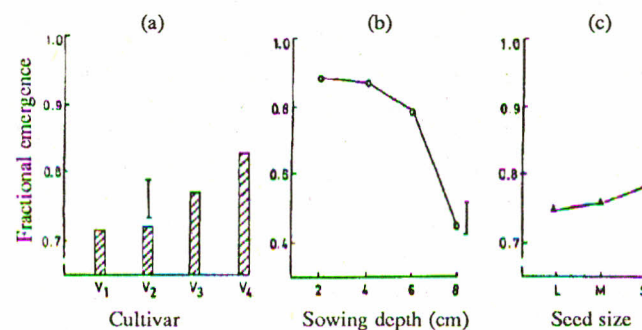 (a)
1.0
0.9
0.8
0.7
Fractional emergence
V1 V2 V3 V4
Cultivar
(b)
1.0
0.8
0.6
0.4
2 4 6 8
Sowing depth (cm)
(c)
1.0
0.9
0.8
0.7
L M S
Seed size